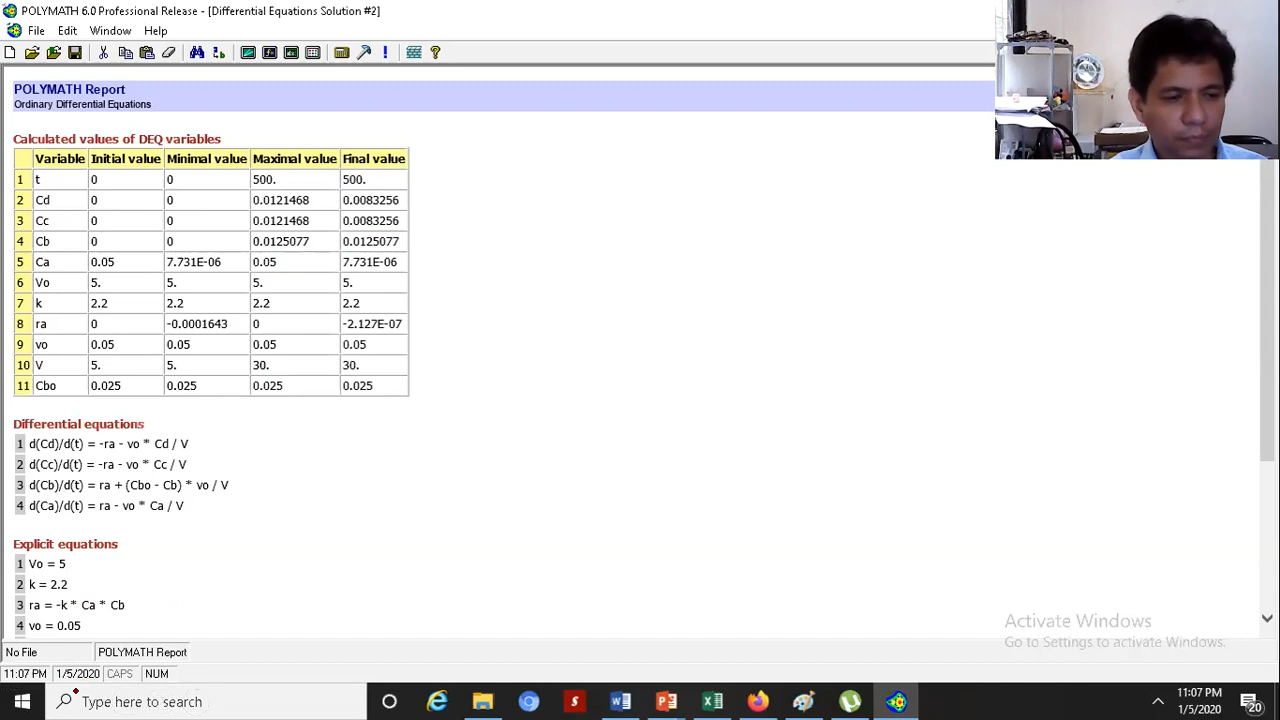 POLYMATH 6.0 Professional Release - [Differential Equations Solution #2]
File Edit Window Help
POLYMATH Report
Ordinary Differential Equations
Calculated values of DEQ variables
Variable Initial value Minimal value Maximal value Final value
1 t 0 0 500. 500.
2 Cd 0 0 0.0121468 0.0083256
3 Cc 0 0 0.0121468 0.0083256
4 Cb 0 0 0.0125077 0.0125077
5 Ca 0.05 7.731E-06 0.05 7.731E-06
6 Vo 5. 5. 5. 5.
7 k 2.2 2.2 2.2 2.2
8 ra 0 -0.0001643 0 -2.127E-07
9 vo 0.05 0.05 0.05 0.05
10 V 5. 5. 30. 30.
11 Cbo 0.025 0.025 0.025 0.025
Differential equations
1 d(Cd)/d(t) = -ra - vo * Cd / V
2 d(Cc)/d(t) = -ra - vo * Cc / V
3 d(Cb)/d(t) = ra + (Cbo - Cb) * vo / V
4 d(Ca)/d(t) = ra - vo * Ca / V
Explicit equations
1 Vo = 5
2 k = 2.2
3 ra = -k * Ca * Cb
4 vo = 0.05
Activate Windows
Go to Settings to activate Windows.
No File POLYMATH Report
11:07 PM 1/5/2020 CAPS NUM
Type here to search
11:07 PM
1/5/2020
20